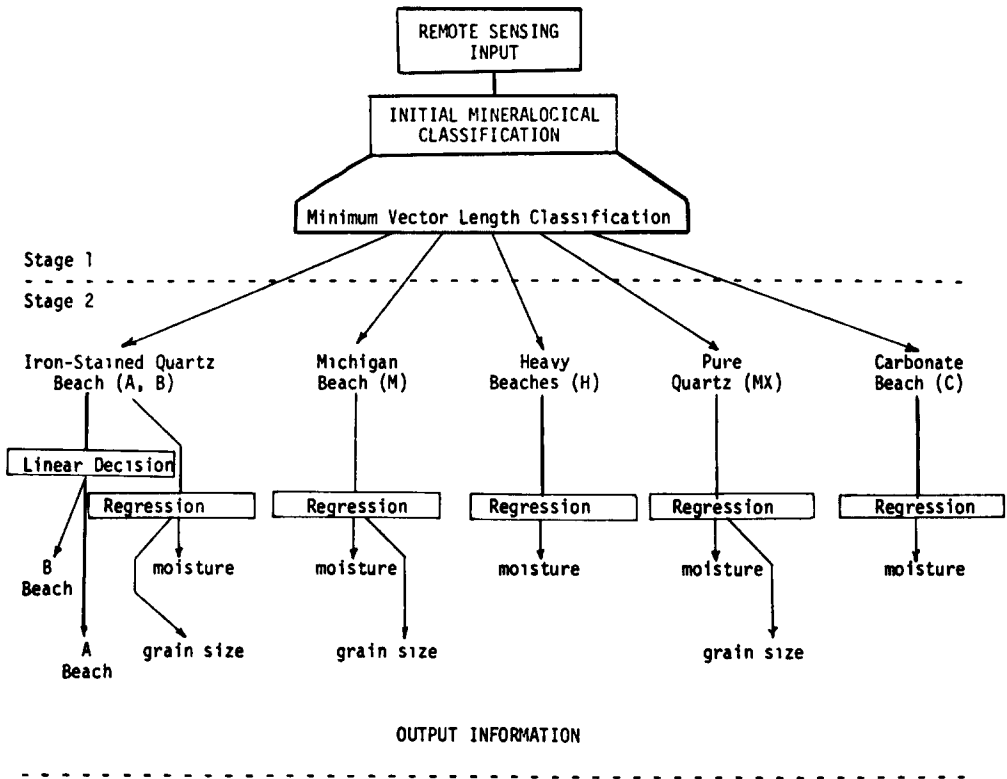 REMOTE SENSING
INPUT
INITIAL MINERALOCICAL
CLASSIFICATION
Minimum Vector Length Classification
Stage 1
Stage 2
Iron-Stained Quartz
Beach (A, B)
Michigan
Beach (M)
Heavy
Beaches (H)
Pure
Quartz (MX)
Carbonate
Beach (C)
Linear Decision
Regression
Regression
Regression
Regression
Regression
B
Beach
moisture
moisture
moisture
moisture
moisture
A
Beach
grain size
grain size
grain size
OUTPUT INFORMATION